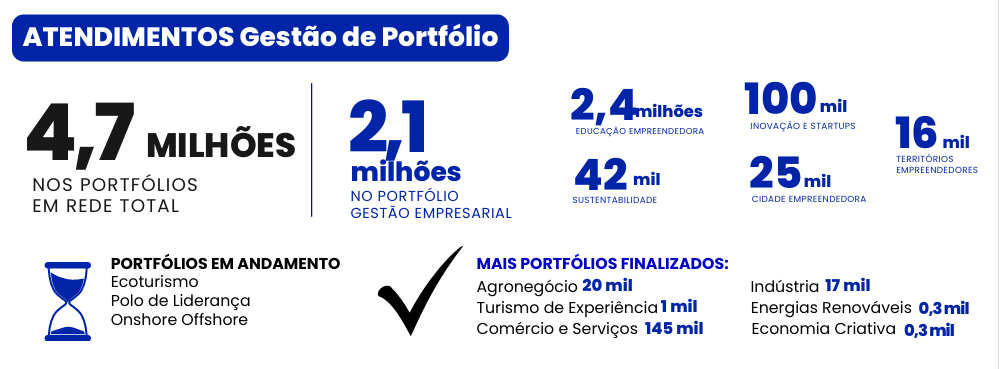 ATENDIMENTOS Gestão de Portfólio
4,7 MILHÕES
NOS PORTFÓLIOS
EM REDE TOTAL
2,1
milhões
NO PORTFÓLIO
GESTÃO EMPRESARIAL
2,4 milhões
EDUCAÇÃO EMPREENDEDORA
42 mil
SUSTENTABILIDADE
100 mil
INOVAÇÃO E STARTUPS
25 mil
CIDADE EMPREENDEDORA
16 mil
TERRITÓRIOS
EMPREENDEDORES
PORTFÓLIOS EM ANDAMENTO
Ecoturismo
Polo de Liderança
Onshore Offshore
MAIS PORTFÓLIOS FINALIZADOS:
Agronegócio 20 mil
Turismo de Experiência 1 mil
Comércio e Serviços 145 mil
Indústria 17 mil
Energias Renováveis 0,3 mil
Economia Criativa 0,3 mil